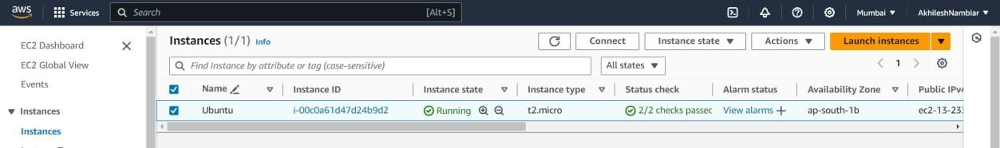 aws Services Search [Alt+S] Mumbai ▼ AkhileshNambiar ▼
EC2 Dashboard
EC2 Global View
Events
▼ Instances
Instances
Instances (1/1) Info Connect Instance state ▼ Actions ▼ Launch instances ▼
Find Instance by attribute or tag (case-sensitive) All states ▼ 1
Name Instance ID Instance state Instance type Status check Alarm status Availability Zone Public IPv4
Ubuntu i-00c0a61d47d24b9d2 Running t2.micro 2/2 checks passec View alarms + ap-south-1b ec2-13-233